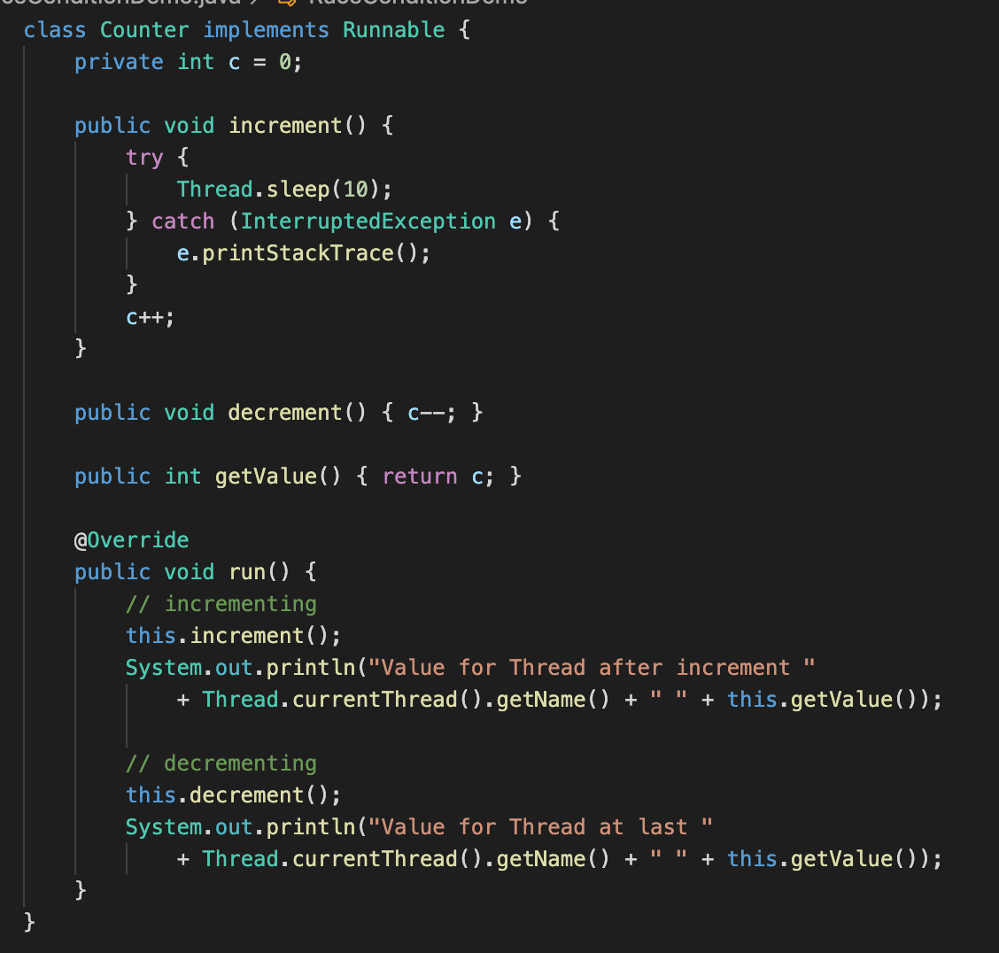 class Counter implements Runnable {
    private int c = 0;

    public void increment() {
        try {
            Thread.sleep(10);
        } catch (InterruptedException e) {
            e.printStackTrace();
        }
        c++;
    }

    public void decrement() { c--; }

    public int getValue() { return c; }

    @Override
    public void run() {
        // incrementing
        this.increment();
        System.out.println("Value for Thread after increment "
            + Thread.currentThread().getName() + " " + this.getValue());

        // decrementing
        this.decrement();
        System.out.println("Value for Thread at last "
            + Thread.currentThread().getName() + " " + this.getValue());
    }
}